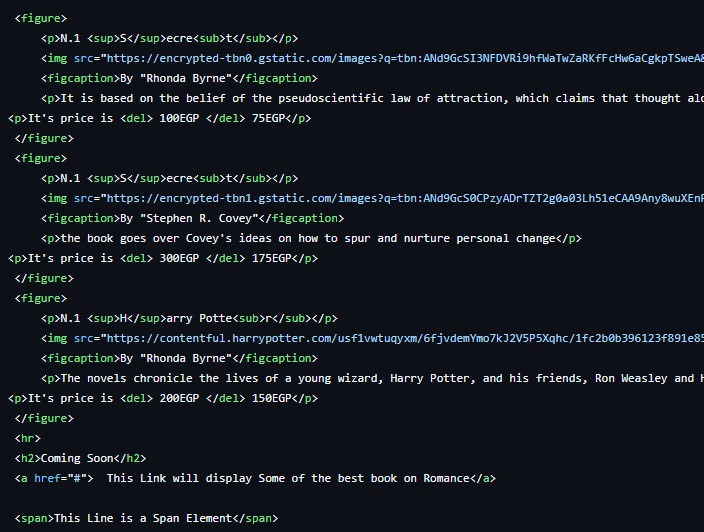 <figure>
<p>N.1 <sup>S</sup>ecre<sub>t</sub></p>
<img src="https://encrypted-tbn0.gstatic.com/images?q=tbn:ANd9GcSI3NFDVRi9hfWaTwZaRKfFcHw6aCgkpTSweA&
<figcaption>By "Rhonda Byrne"</figcaption>
<p>It is based on the belief of the pseudoscientific law of attraction, which claims that thought alo
<p>It's price is <del> 100EGP </del> 75EGP</p>
</figure>
<figure>
<p>N.1 <sup>S</sup>ecre<sub>t</sub></p>
<img src="https://encrypted-tbn1.gstatic.com/images?q=tbn:ANd9GcS0CPzyADrTZT2g0a03Lh51eCAA9Any8wuXEnR
<figcaption>By "Stephen R. Covey"</figcaption>
<p>the book goes over Covey's ideas on how to spur and nurture personal change</p>
<p>It's price is <del> 300EGP </del> 175EGP</p>
</figure>
<figure>
<p>N.1 <sup>H</sup>arry Potte<sub>r</sub></p>
<img src="https://contentful.harrypotter.com/usf1vwtuqyxm/6fjvdemYmo7kJ2V5P5Xqhc/1fc2b0b396123f891e85
<figcaption>By "Rhonda Byrne"</figcaption>
<p>The novels chronicle the lives of a young wizard, Harry Potter, and his friends, Ron Weasley and H
<p>It's price is <del> 200EGP </del> 150EGP</p>
</figure>
<hr>
<h2>Coming Soon</h2>
<a href="#">  This Link will display Some of the best book on Romance</a>
<span>This Line is a Span Element</span>